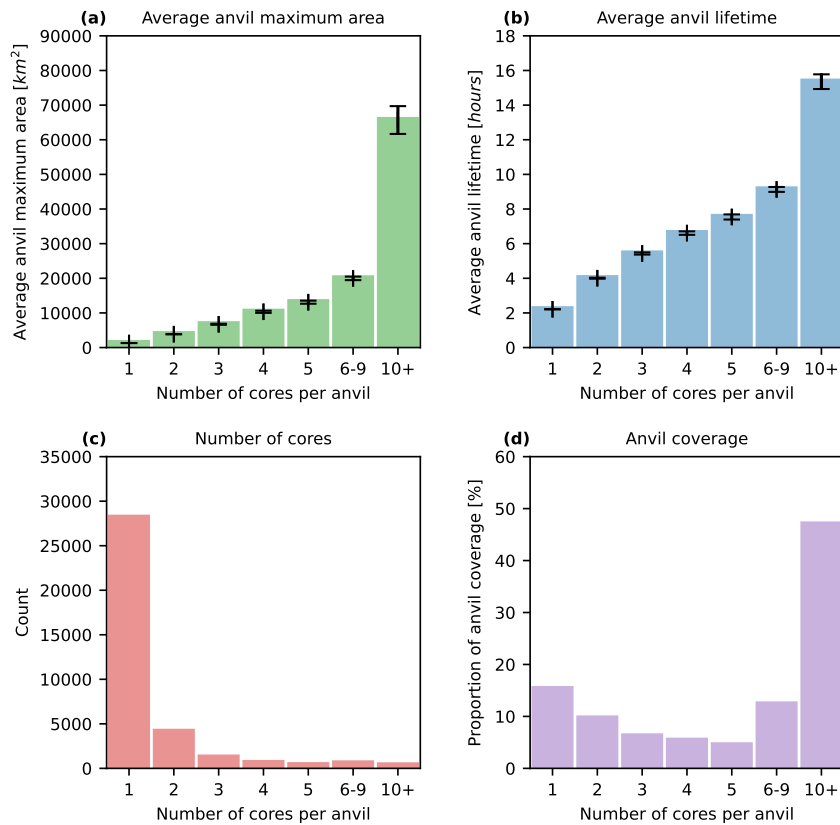 (a) Average anvil maximum area
90000
80000
70000
60000
50000
40000
30000
20000
10000
0
Average anvil maximum area [km²]
1 2 3 4 5 6-9 10+
Number of cores per anvil
(b) Average anvil lifetime
18
16
14
12
10
8
6
4
2
0
Average anvil lifetime [hours]
1 2 3 4 5 6-9 10+
Number of cores per anvil
(c) Number of cores
35000
30000
25000
20000
15000
10000
5000
0
Count
1 2 3 4 5 6-9 10+
Number of cores per anvil
(d) Anvil coverage
60
50
40
30
20
10
0
Proportion of anvil coverage [%]
1 2 3 4 5 6-9 10+
Number of cores per anvil